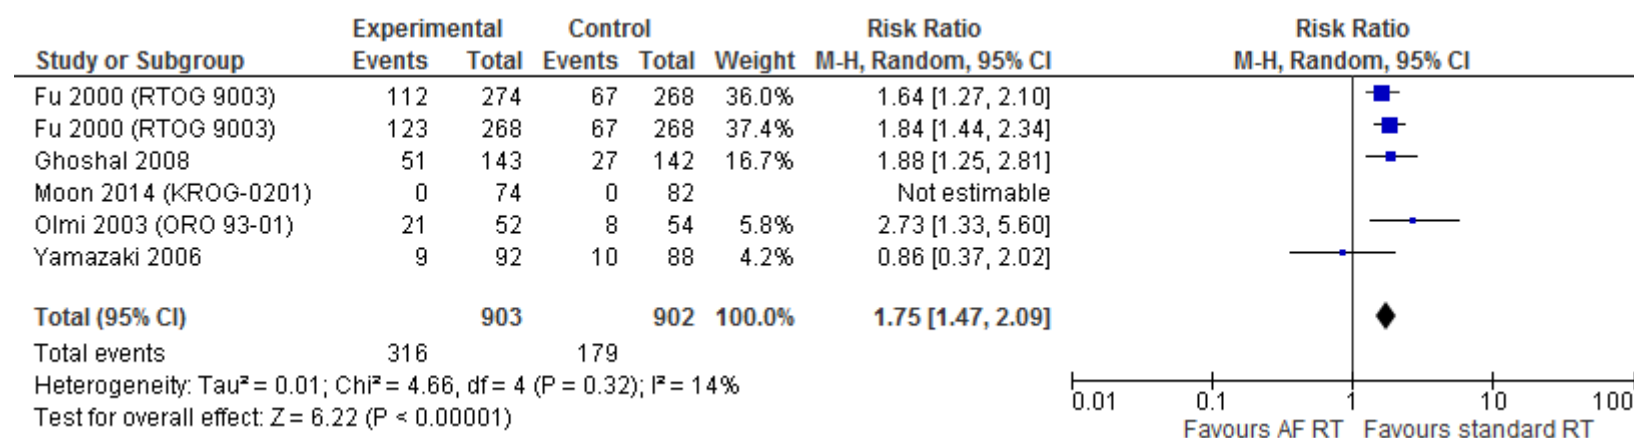 Experimental Control Risk Ratio Risk Ratio
Study or Subgroup Events Total Events Total Weight M-H, Random, 95% CI M-H, Random, 95% CI
Fu 2000 (RTOG 9003) 112 274 67 268 36.0% 1.64 [1.27, 2.10]
Fu 2000 (RTOG 9003) 123 268 67 268 37.4% 1.84 [1.44, 2.34]
Ghoshal 2008 51 143 27 142 16.7% 1.88 [1.25, 2.81]
Moon 2014 (KROG-0201) 0 74 0 82 Not estimable
Olmi 2003 (ORO 93-01) 21 52 8 54 5.8% 2.73 [1.33, 5.60]
Yamazaki 2006 9 92 10 88 4.2% 0.86 [0.37, 2.02]
Total (95% CI) 903 902 100.0% 1.75 [1.47, 2.09]
Total events 316 179
Heterogeneity: Tau² = 0.01; Chi² = 4.66, df = 4 (P = 0.32); I² = 14%
Test for overall effect: Z = 6.22 (P < 0.00001)
0.01 0.1 1 10 100
Favours AF RT Favours standard RT